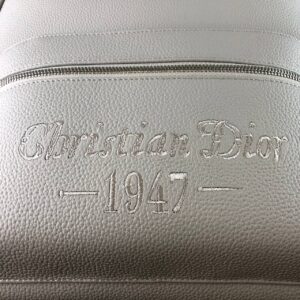 Christian Dior
— 1947 —